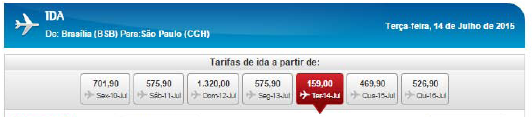 IDA
De: Brasília (BSB) Para:São Paulo (CGH)
Terça-feira, 14 de Julho de 2015
Tarifas de ida a partir de:
701,90 575,90 1.320,00 575,90 159,00 469,90 526,90
Sex-10-Jul Sáb-11-Jul Dom-12-Jul Seg-13-Jul Ter-14-Jul Qua-15-Jul Qui-16-Jul